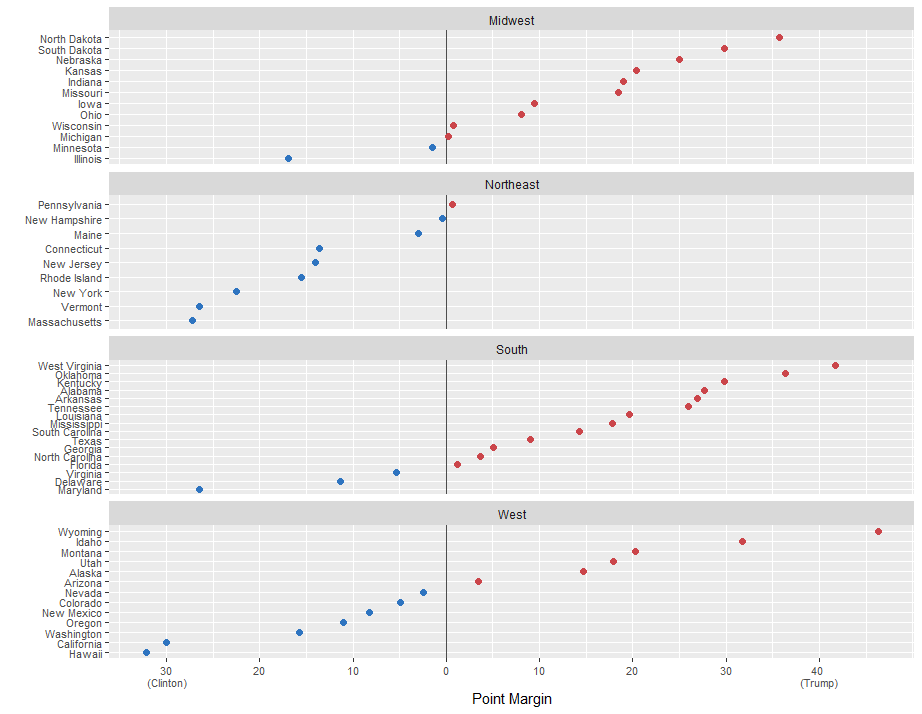 Midwest
North Dakota
South Dakota
Nebraska
Kansas
Indiana
Missouri
Iowa
Ohio
Wisconsin
Michigan
Minnesota
Illinois
Northeast
Pennsylvania
New Hampshire
Maine
Connecticut
New Jersey
Rhode Island
New York
Vermont
Massachusetts
South
West Virginia
Oklahoma
Kentucky
Alabama
Arkansas
Tennessee
Louisiana
Mississippi
South Carolina
Texas
Georgia
North Carolina
Florida
Virginia
Delaware
Maryland
West
Wyoming
Idaho
Montana
Utah
Alaska
Arizona
Nevada
Colorado
New Mexico
Oregon
Washington
California
Hawaii
30 20 10 0 10 20 30 40
(Clinton) (Trump)
Point Margin